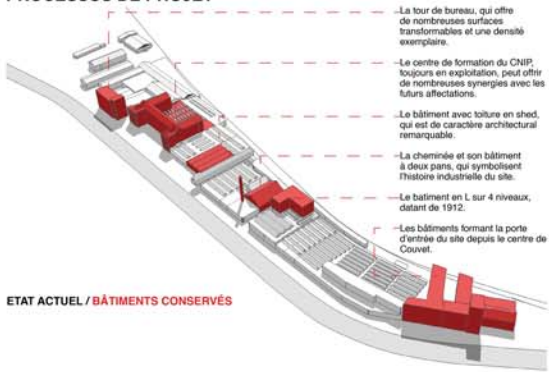 La tour de bureau, qui offre
de nombreuses surfaces
transformables et une densité
exemplaire.
Le centre de formation du CNIP,
toujours en exploitation, peut offrir
de nombreuses synergies avec les
futurs affectations.
Le bâtiment avec toiture en shed,
qui est de caractère architectural
remarquable.
La cheminée et son bâtiment
à deux pans, qui symbolisent
l'histoire industrielle du site.
Le batiment en L sur 4 niveaux,
datant de 1912.
Les bâtiments formant la porte
d'entrée du site depuis le centre de
Couvet.
ETAT ACTUEL / BÂTIMENTS CONSERVÉS